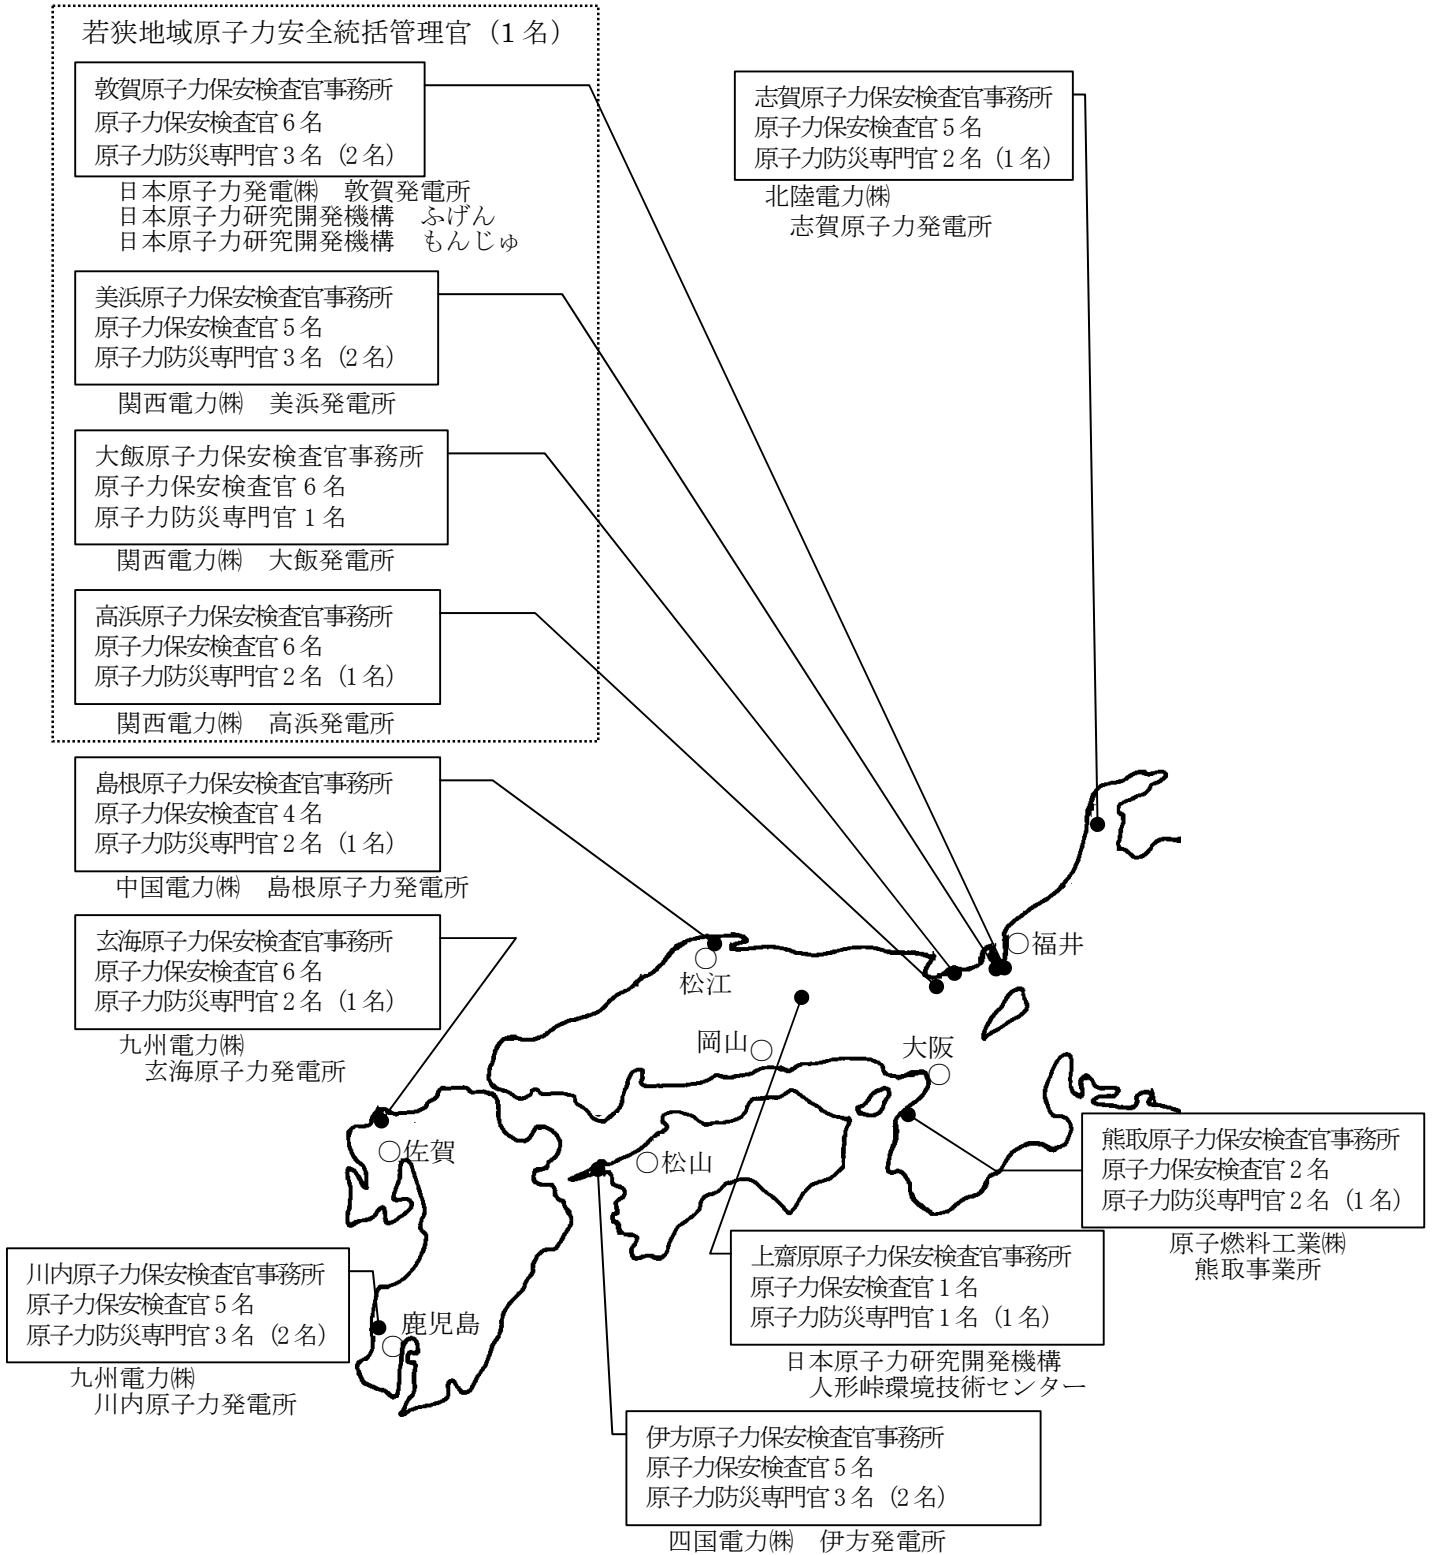 若狭地域原子力安全統括管理官（1名）
敦賀原子力保安検査官事務所
原子力保安検査官6名
原子力防災専門官3名（2名）
日本原子力発電㈱　敦賀発電所
日本原子力研究開発機構　ふげん
日本原子力研究開発機構　もんじゅ
志賀原子力保安検査官事務所
原子力保安検査官5名
原子力防災専門官2名（1名）
北陸電力㈱
志賀原子力発電所
美浜原子力保安検査官事務所
原子力保安検査官5名
原子力防災専門官3名（2名）
関西電力㈱　美浜発電所
大飯原子力保安検査官事務所
原子力保安検査官6名
原子力防災専門官1名
関西電力㈱　大飯発電所
高浜原子力保安検査官事務所
原子力保安検査官6名
原子力防災専門官2名（1名）
関西電力㈱　高浜発電所
島根原子力保安検査官事務所
原子力保安検査官4名
原子力防災専門官2名（1名）
中国電力㈱　島根原子力発電所
玄海原子力保安検査官事務所
原子力保安検査官6名
原子力防災専門官2名（1名）
九州電力㈱
玄海原子力発電所
福井
松江
岡山
大阪
佐賀
松山
鹿児島
熊取原子力保安検査官事務所
原子力保安検査官2名
原子力防災専門官2名（1名）
原子燃料工業㈱
熊取事業所
上齋原原子力保安検査官事務所
原子力保安検査官1名
原子力防災専門官1名（1名）
日本原子力研究開発機構
人形峠環境技術センター
川内原子力保安検査官事務所
原子力保安検査官5名
原子力防災専門官3名（2名）
九州電力㈱
川内原子力発電所
伊方原子力保安検査官事務所
原子力保安検査官5名
原子力防災専門官3名（2名）
四国電力㈱　伊方発電所